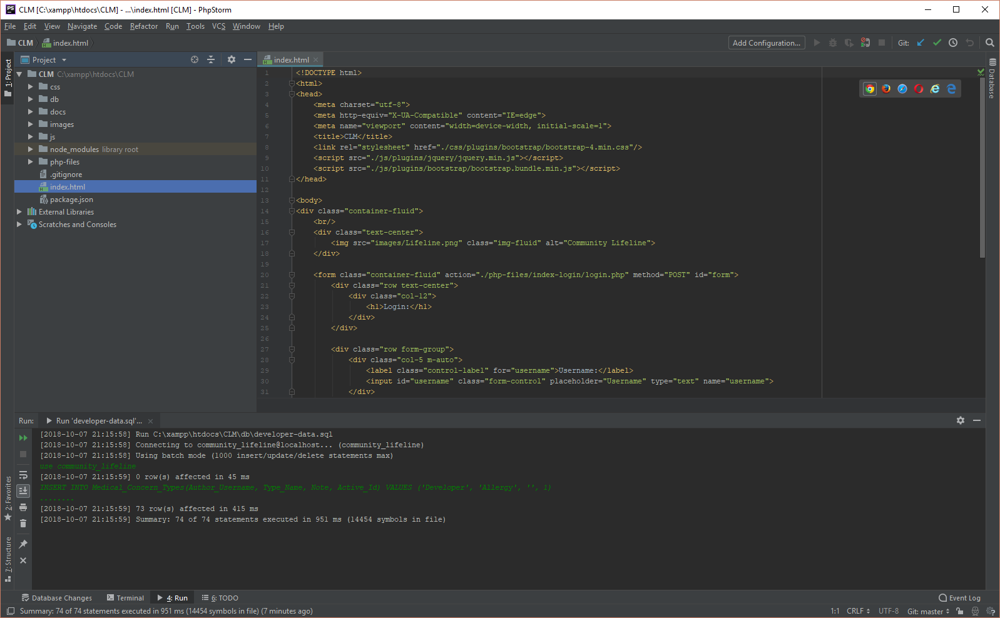 PS CLM [C:\xampp\htdocs\CLM] - ...\index.html [CLM] - PhpStorm
File Edit View Navigate Code Refactor Run Tools VCS Window Help
CLM index.html Add Configuration... Git:
Project
index.html
1: Project
Database
CLM C:\xampp\htdocs\CLM
css
db
docs
images
js
node_modules library root
php-files
.gitignore
index.html
package.json
External Libraries
Scratches and Consoles
1 <!DOCTYPE html>
2 <html>
3 <head>
4 <meta charset="utf-8">
5 <meta http-equiv="X-UA-Compatible" content="IE=edge">
6 <meta name="viewport" content="width=device-width, initial-scale=1">
7 <title>CLM</title>
8 <link rel="stylesheet" href="./css/plugins/bootstrap/bootstrap-4.min.css"/>
9 <script src="./js/plugins/jquery/jquery.min.js"></script>
10 <script src="./js/plugins/bootstrap/bootstrap.bundle.min.js"></script>
11 </head>
12
13 <body>
14 <div class="container-fluid">
15 <br/>
16 <div class="text-center">
17 <img src="images/Lifeline.png" class="img-fluid" alt="Community Lifeline">
18 </div>
19
20 <form class="container-fluid" action="./php-files/index-login/login.php" method="POST" id="form">
21 <div class="row text-center">
22 <div class="col-12">
23 <h1>Login:</h1>
24 </div>
25 </div>
26
27 <div class="row form-group">
28 <div class="col-5 m-auto">
29 <label class="control-label" for="username">Username:</label>
30 <input id="username" class="form-control" placeholder="Username" type="text" name="username">
31 </div>
Run: Run 'developer-data.sql'...
[2018-10-07 21:15:58] Run C:\xampp\htdocs\CLM\db\developer-data.sql
[2018-10-07 21:15:58] Connecting to community_lifeline@localhost... (community_lifeline)
[2018-10-07 21:15:58] Using batch mode (1000 insert/update/delete statements max)
use community_lifeline
[2018-10-07 21:15:59] 0 row(s) affected in 45 ms
INSERT INTO Medical_Concern_Types(Author_Username, Type_Name, Note, Active_Id) VALUES ('Developer', 'Allergy', '', 1)
........
[2018-10-07 21:15:59] 73 row(s) affected in 415 ms
[2018-10-07 21:15:59] Summary: 74 of 74 statements executed in 951 ms (14454 symbols in file)
2: Favorites
7: Structure
Database Changes Terminal 4: Run 6: TODO Event Log
Summary: 74 of 74 statements executed in 951 ms (14454 symbols in file) (7 minutes ago) 1:1 CRLF UTF-8 Git: master